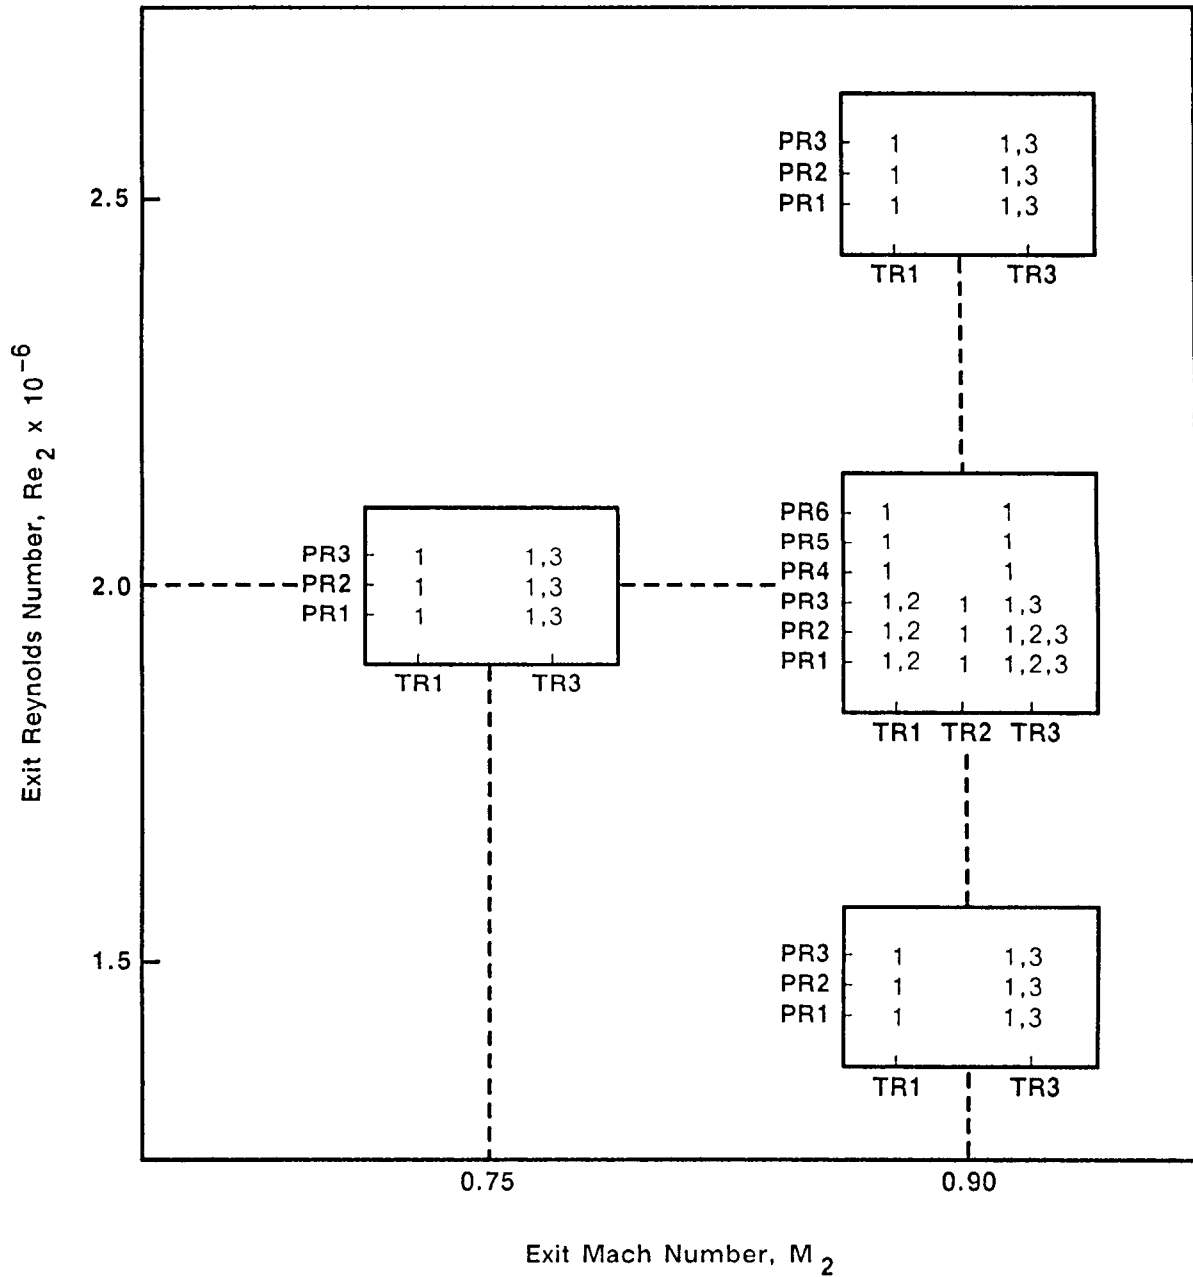 PR3 1 1,3
PR2 1 1,3
2.5 PR1 1 1,3
TR1 TR3
Exit Reynolds Number, Re2 x 10−6
PR6 1 1
PR5 1 1
PR4 1 1
PR3 1,2 1 1,3
PR2 1,2 1 1,2,3
PR1 1,2 1 1,2,3
TR1 TR2 TR3
PR3 1 1,3
2.0 PR2 1 1,3
PR1 1 1,3
TR1 TR3
PR3 1 1,3
1.5 PR2 1 1,3
PR1 1 1,3
TR1 TR3
0.75 0.90
Exit Mach Number, M2